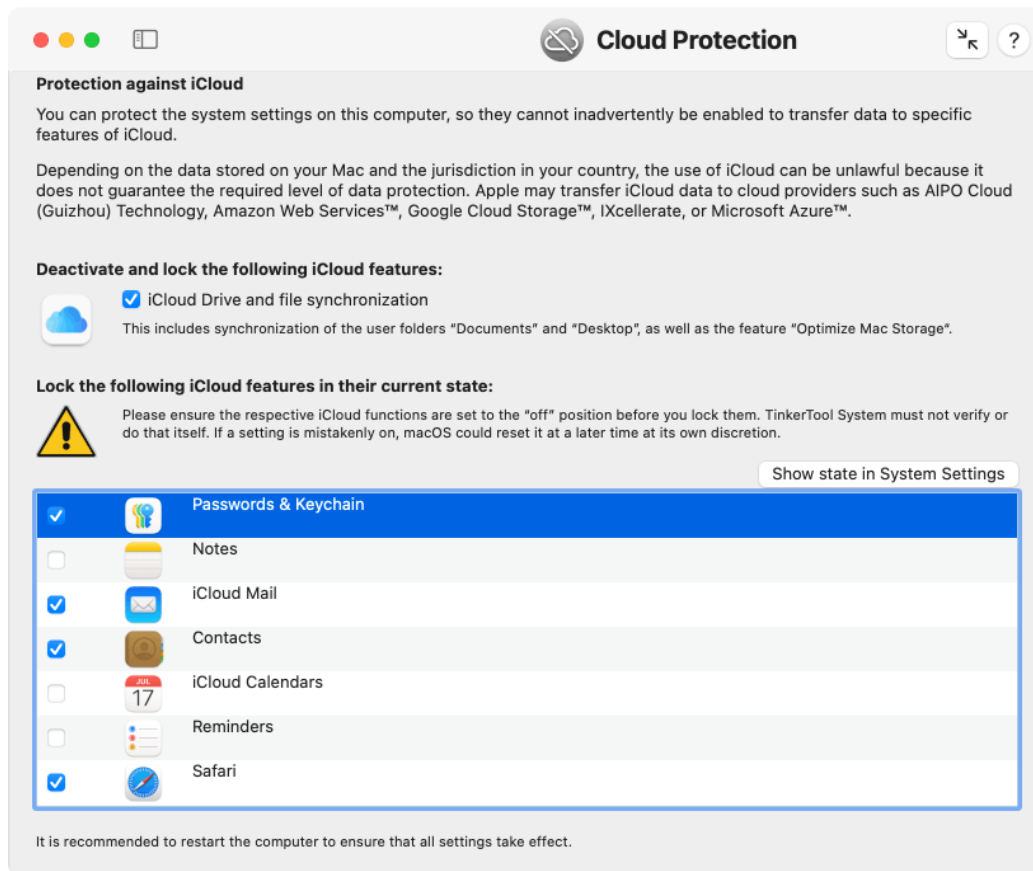 Cloud Protection
?
Protection against iCloud
You can protect the system settings on this computer, so they cannot inadvertently be enabled to transfer data to specific
features of iCloud.
Depending on the data stored on your Mac and the jurisdiction in your country, the use of iCloud can be unlawful because it
does not guarantee the required level of data protection. Apple may transfer iCloud data to cloud providers such as AIPO Cloud
(Guizhou) Technology, Amazon Web Services™, Google Cloud Storage™, IXcellerate, or Microsoft Azure™.
Deactivate and lock the following iCloud features:
iCloud Drive and file synchronization
This includes synchronization of the user folders “Documents” and “Desktop”, as well as the feature “Optimize Mac Storage”.
Lock the following iCloud features in their current state:
Please ensure the respective iCloud functions are set to the “off” position before you lock them. TinkerTool System must not verify or
do that itself. If a setting is mistakenly on, macOS could reset it at a later time at its own discretion.
Show state in System Settings
Passwords & Keychain
Notes
iCloud Mail
Contacts
JUL
17
iCloud Calendars
Reminders
Safari
It is recommended to restart the computer to ensure that all settings take effect.